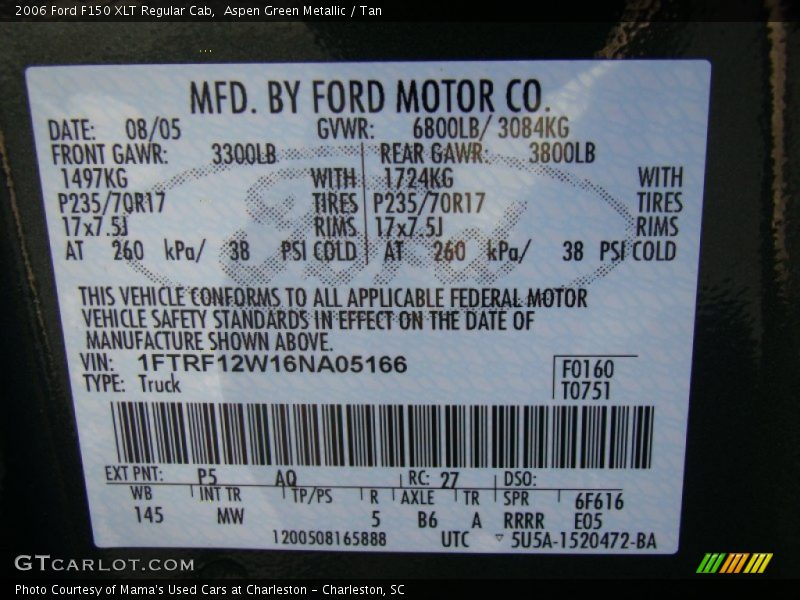 2006 Ford F150 XLT Regular Cab,  Aspen Green Metallic / Tan
MFD. BY FORD MOTOR CO.
DATE: 08/05 GVWR: 6800LB/ 3084KG
FRONT GAWR: 3300LB REAR GAWR: 3800LB
1497KG WITH 1724KG WITH
P235/70R17 TIRES P235/70R17 TIRES
17x7.5J RIMS 17x7.5J RIMS
AT 260 kPa/ 38 PSI COLD AT 260 kPa/ 38 PSI COLD
Ford
THIS VEHICLE CONFORMS TO ALL APPLICABLE FEDERAL MOTOR
VEHICLE SAFETY STANDARDS IN EFFECT ON THE DATE OF
MANUFACTURE SHOWN ABOVE.
VIN: 1FTRF12W16NA05166 F0160
TYPE: Truck T0751
EXT PNT: P5 AQ RC: 27 DSO:
WB INT TR TP/PS R AXLE TR SPR 6F616
145 MW 5 B6 A RRRR E05
1200508165888 UTC ▽ 5U5A-1520472-BA
GTCARLOT.COM
Photo Courtesy of Mama's Used Cars at Charleston - Charleston, SC